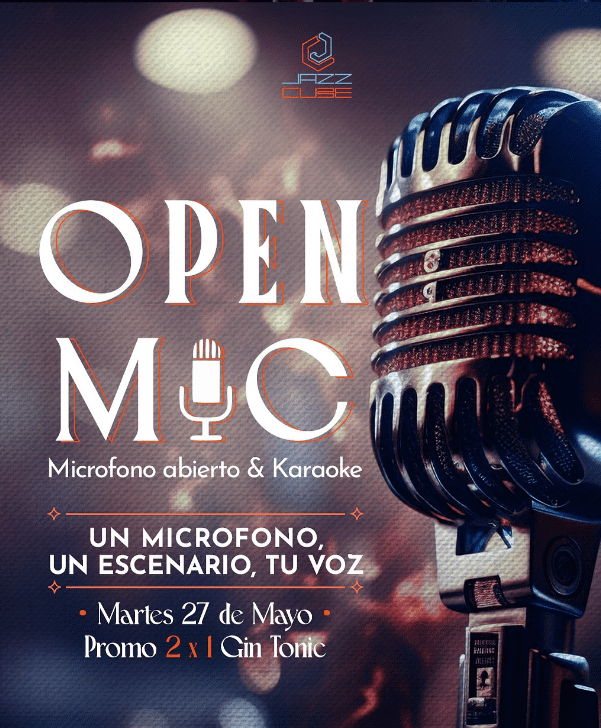 JAZZ
CUBE
OPEN
MIC
Microfono abierto & Karaoke
UN MICROFONO,
UN ESCENARIO, TU VOZ
• Martes 27 de Mayo •
Promo 2 x 1 Gin Tonic